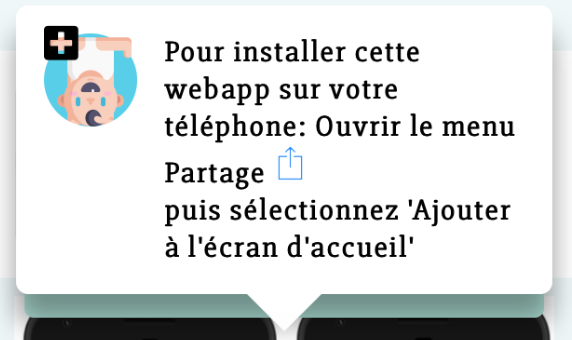 Pour installer cette
webapp sur votre
téléphone: Ouvrir le menu
Partage
puis sélectionnez 'Ajouter
à l'écran d'accueil'